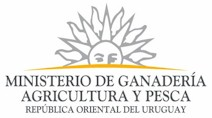 MINISTERIO DE GANADERÍA
AGRICULTURA Y PESCA
REPÚBLICA ORIENTAL DEL URUGUAY